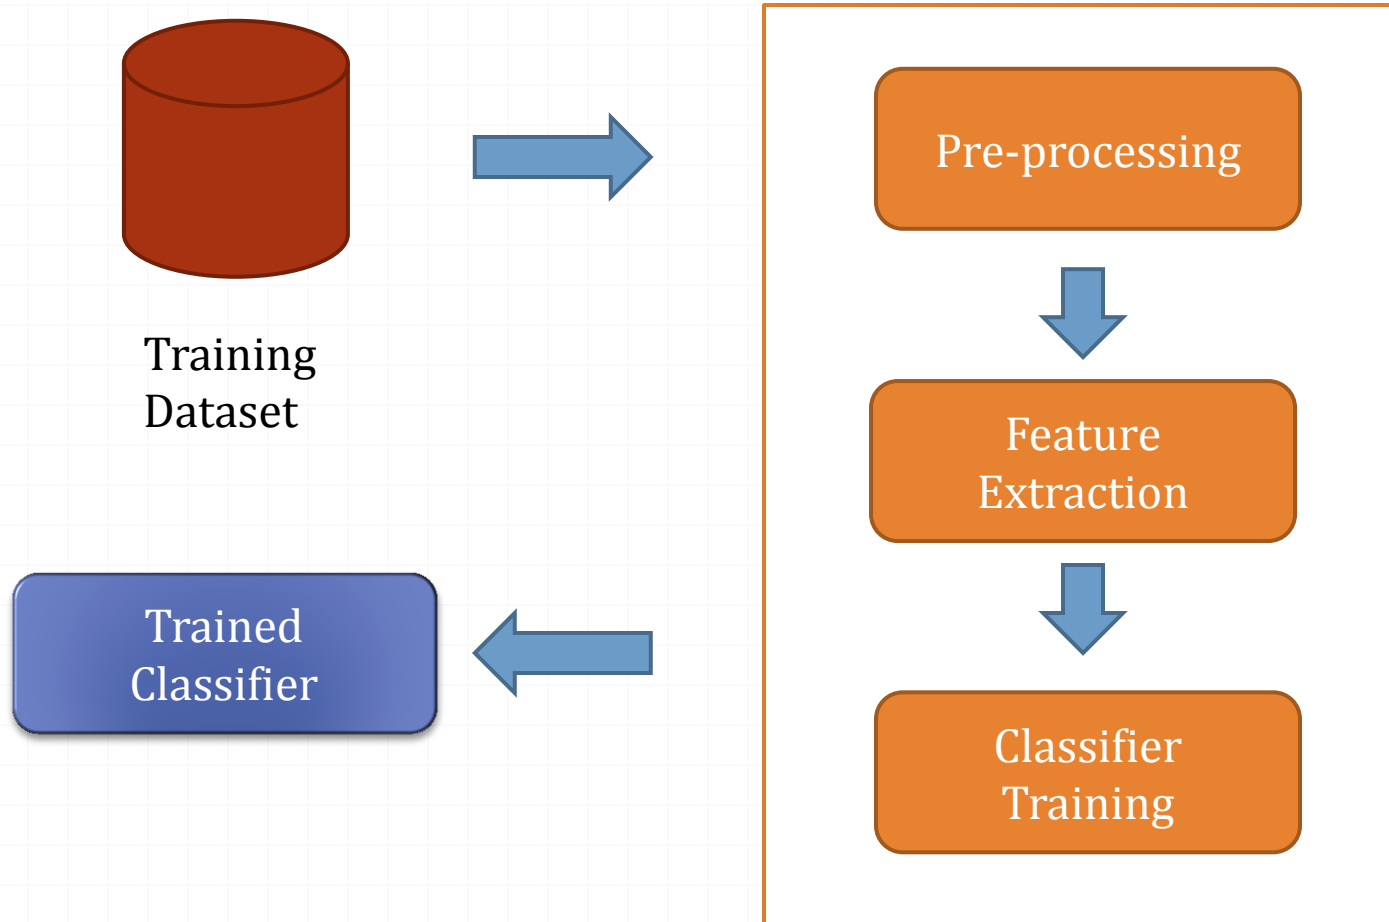 Pre-processing
Training
Dataset
Feature
Extraction
Trained
Classifier
Classifier
Training